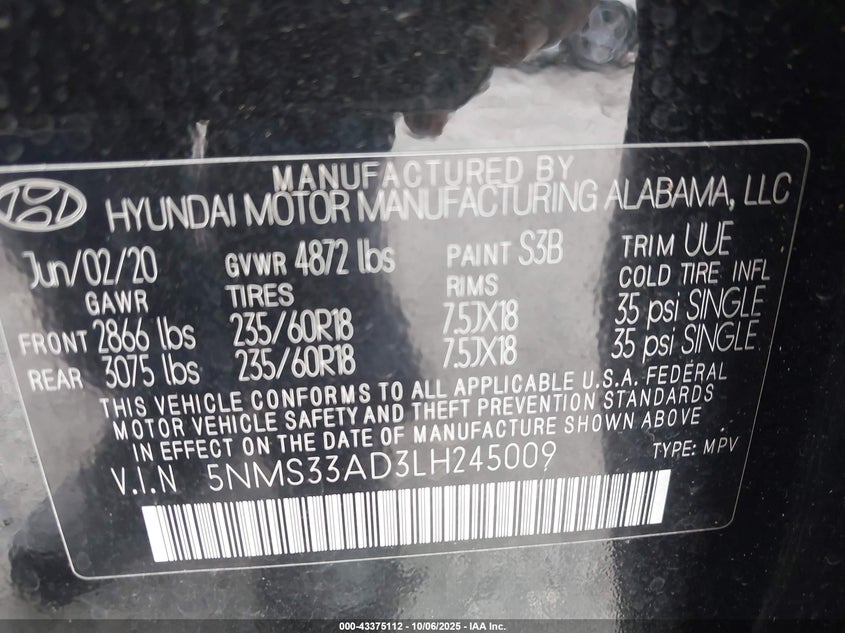 MANUFACTURED BY
HYUNDAI MOTOR MANUFACTURING ALABAMA, LLC
Jun/02/20 GVWR 4872 lbs PAINT S3B TRIM UUE
GAWR TIRES RIMS COLD TIRE INFL
FRONT 2866 lbs 235/60R18 7.5JX18 35 psi SINGLE
REAR 3075 lbs 235/60R18 7.5JX18 35 psi SINGLE
THIS VEHICLE CONFORMS TO ALL APPLICABLE U.S.A. FEDERAL
MOTOR VEHICLE SAFETY AND THEFT PREVENTION STANDARDS
IN EFFECT ON THE DATE OF MANUFACTURE SHOWN ABOVE
V.I.N 5NMS33AD3LH245009 TYPE: MPV
000-43375112 - 10/06/2025 - IAA Inc.